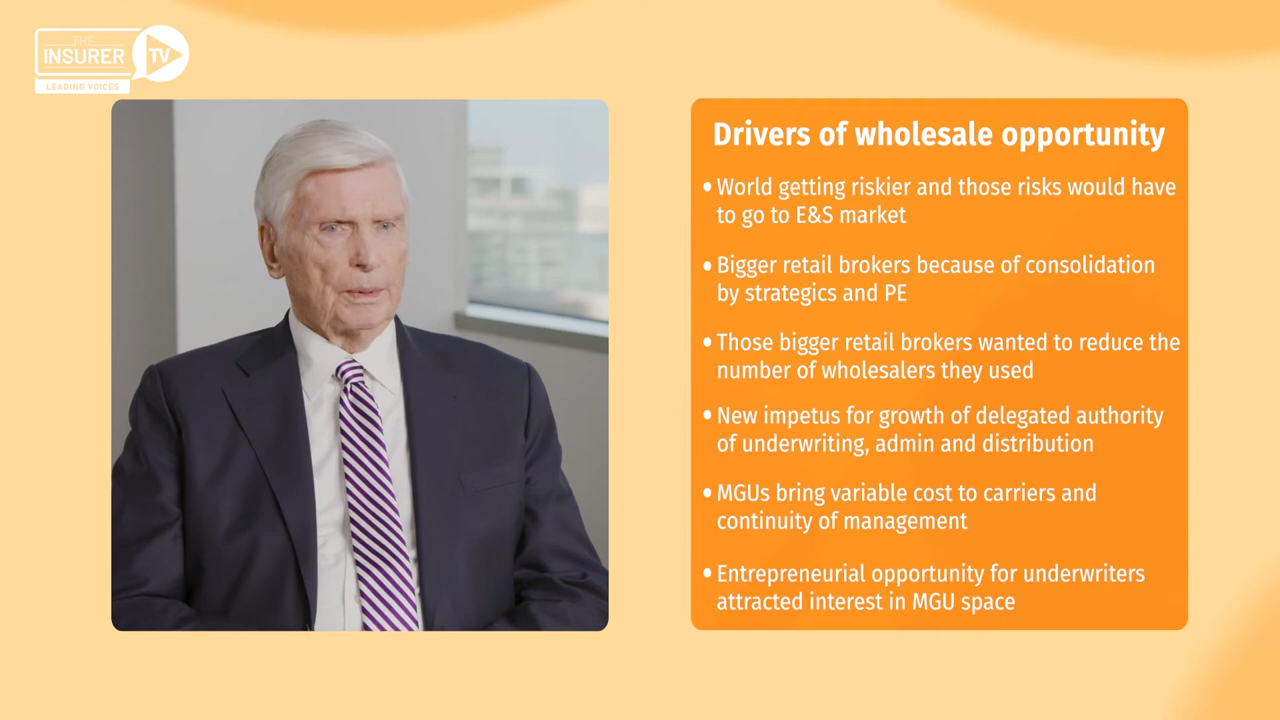 THE
INSURER
TV
LEADING VOICES
Drivers of wholesale opportunity
• World getting riskier and those risks would have
to go to E&S market
• Bigger retail brokers because of consolidation
by strategics and PE
• Those bigger retail brokers wanted to reduce the
number of wholesalers they used
• New impetus for growth of delegated authority
of underwriting, admin and distribution
• MGUs bring variable cost to carriers and
continuity of management
• Entrepreneurial opportunity for underwriters
attracted interest in MGU space